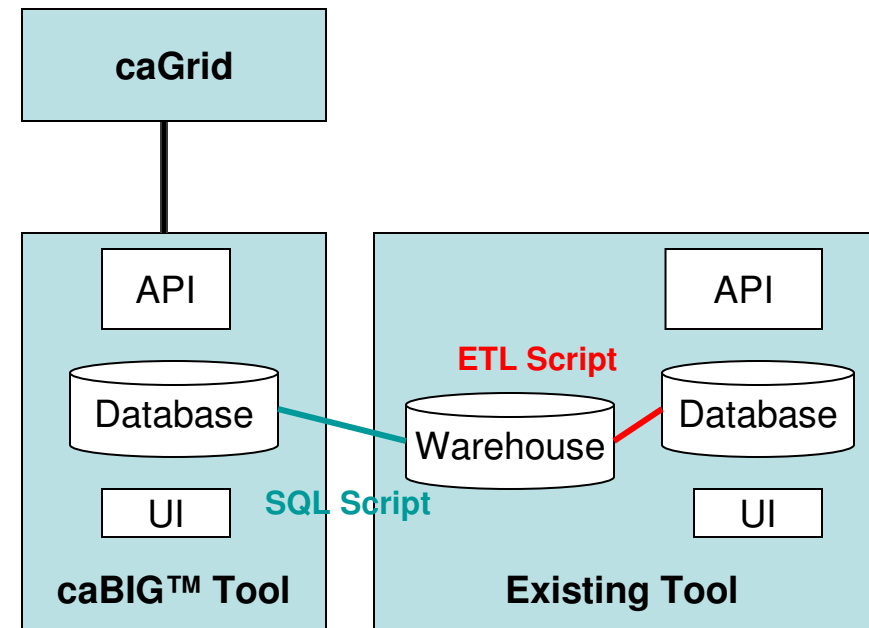 caGrid
API
API
ETL Script
Database
Warehouse
Database
SQL Script
UI
UI
caBIG™ Tool
Existing Tool